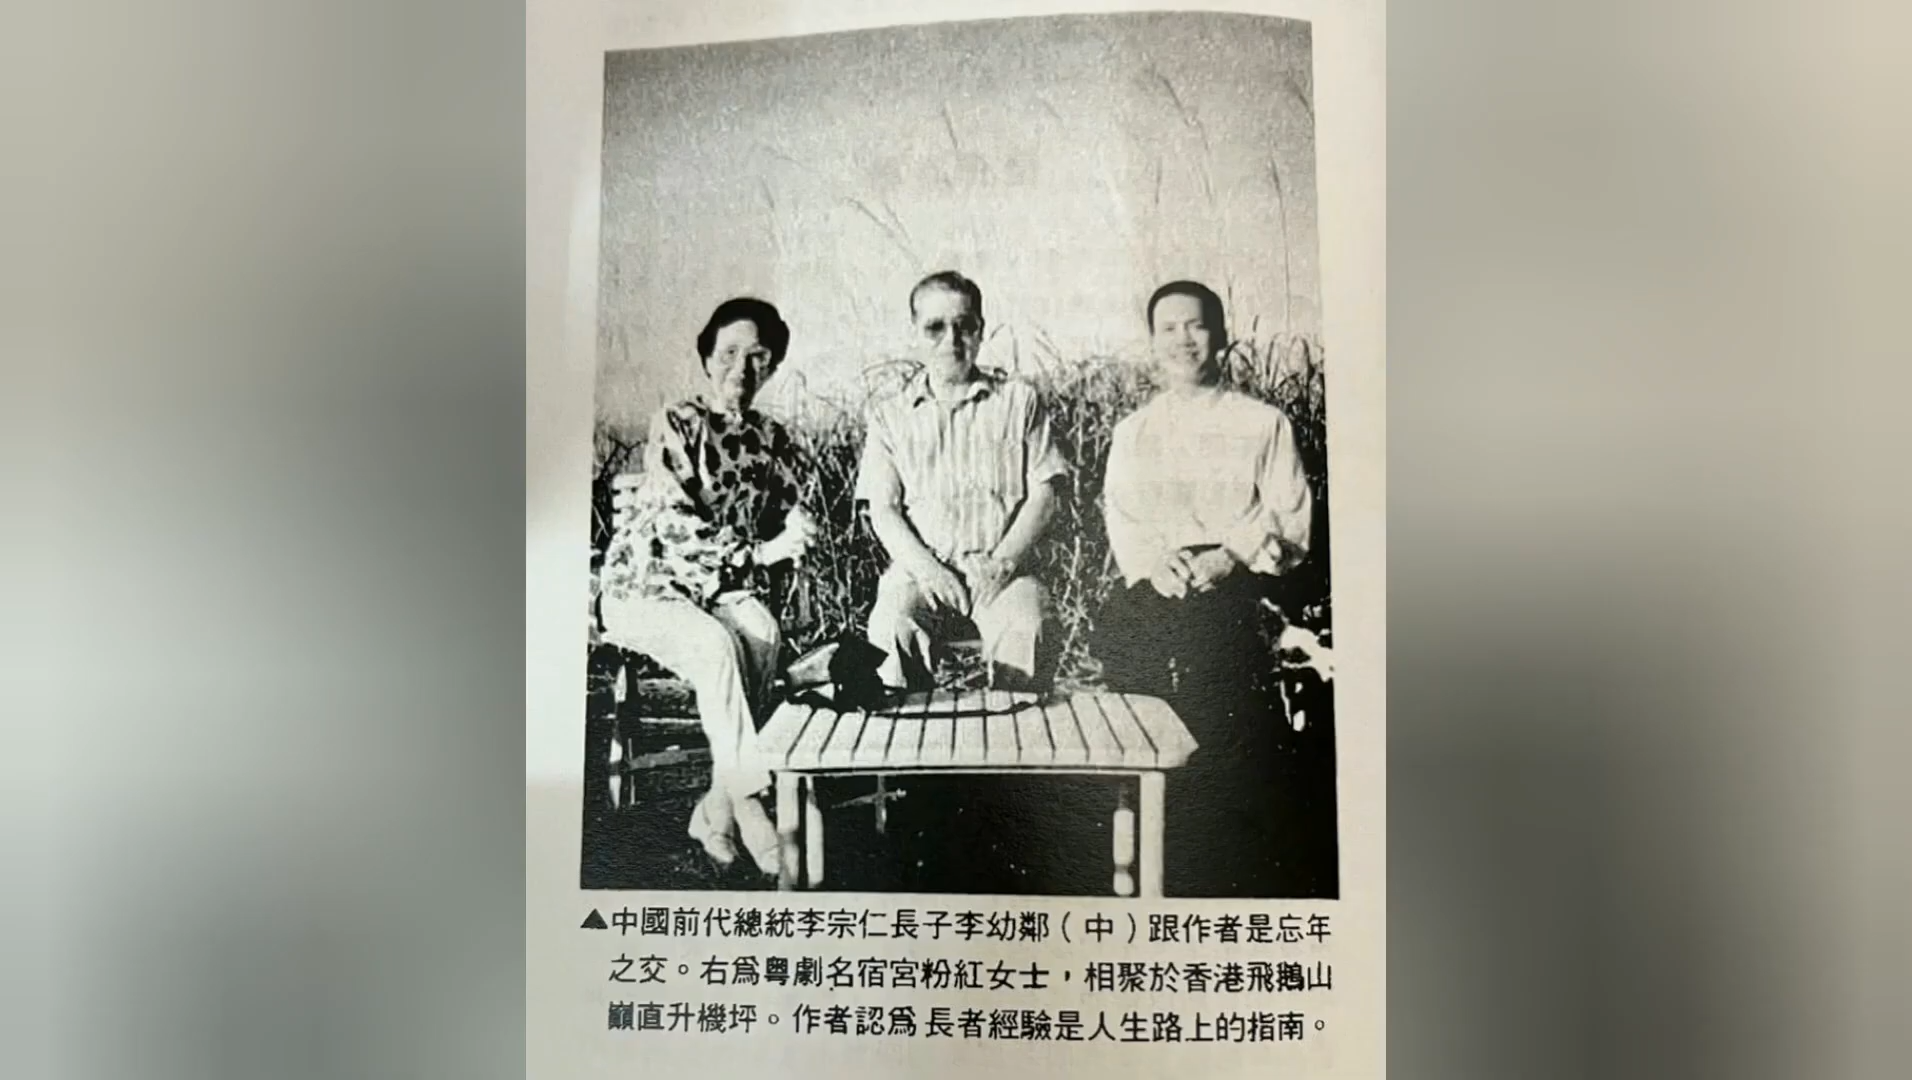 ▲中國前代總統李宗仁長子李幼鄰（中）跟作者是忘年
之交。右為粵劇名宿宮粉紅女士，相聚於香港飛鵝山
巔直升機坪。作者認為長者經驗是人生路上的指南。